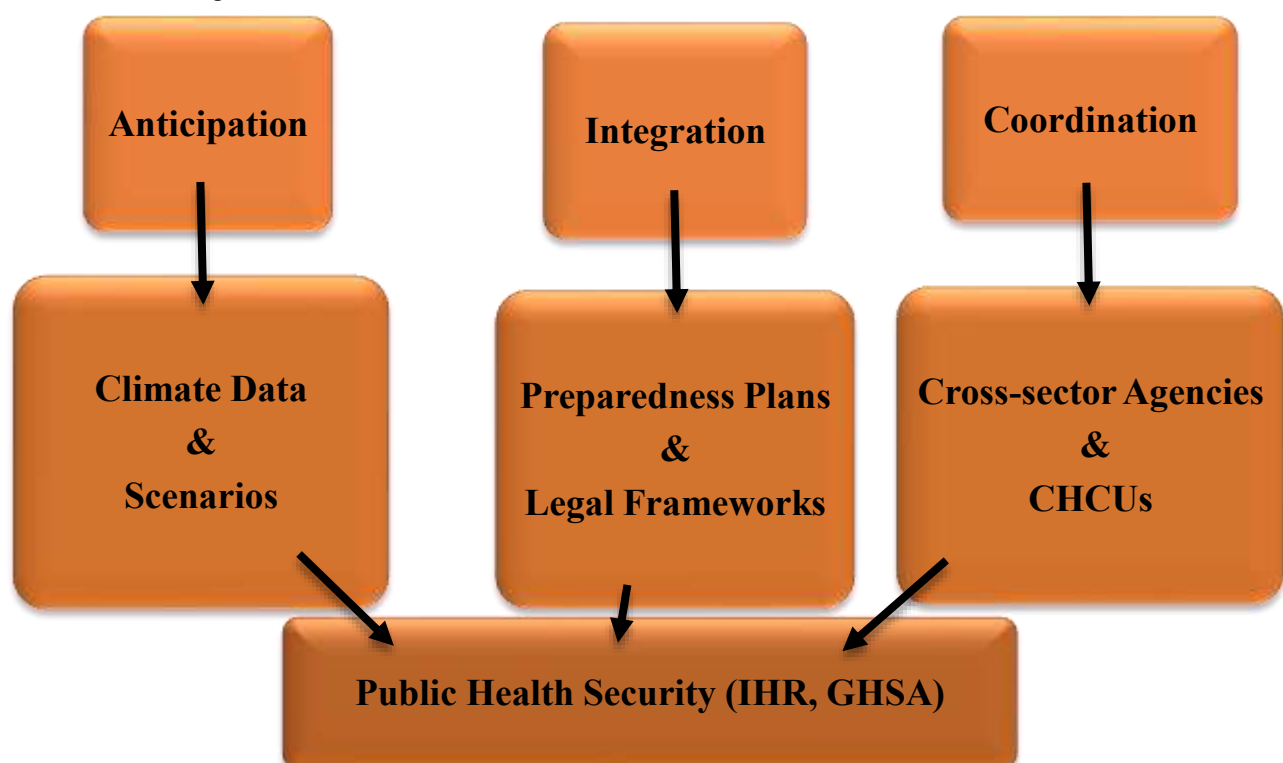 Anticipation
Integration
Coordination
Climate Data
&
Scenarios
Preparedness Plans
&
Legal Frameworks
Cross-sector Agencies
&
CHCUs
Public Health Security (IHR, GHSA)